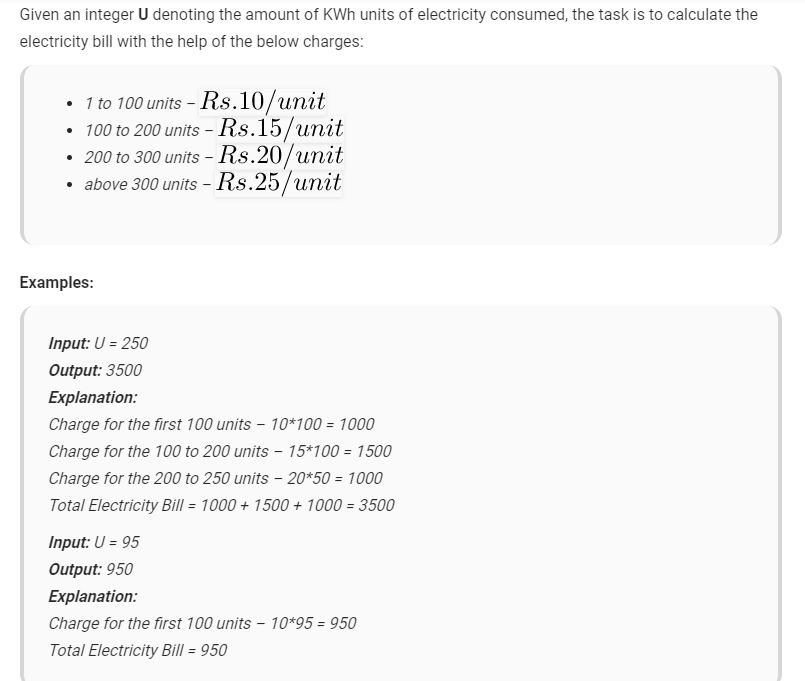 Given an integer U denoting the amount of KWh units of electricity consumed, the task is to calculate the
electricity bill with the help of the below charges:
• 1 to 100 units – Rs.10/unit
• 100 to 200 units – Rs.15/unit
• 200 to 300 units – Rs.20/unit
• above 300 units – Rs.25/unit
Examples:
Input: U = 250
Output: 3500
Explanation:
Charge for the first 100 units – 10*100 = 1000
Charge for the 100 to 200 units – 15*100 = 1500
Charge for the 200 to 250 units – 20*50 = 1000
Total Electricity Bill = 1000 + 1500 + 1000 = 3500
Input: U = 95
Output: 950
Explanation:
Charge for the first 100 units – 10*95 = 950
Total Electricity Bill = 950